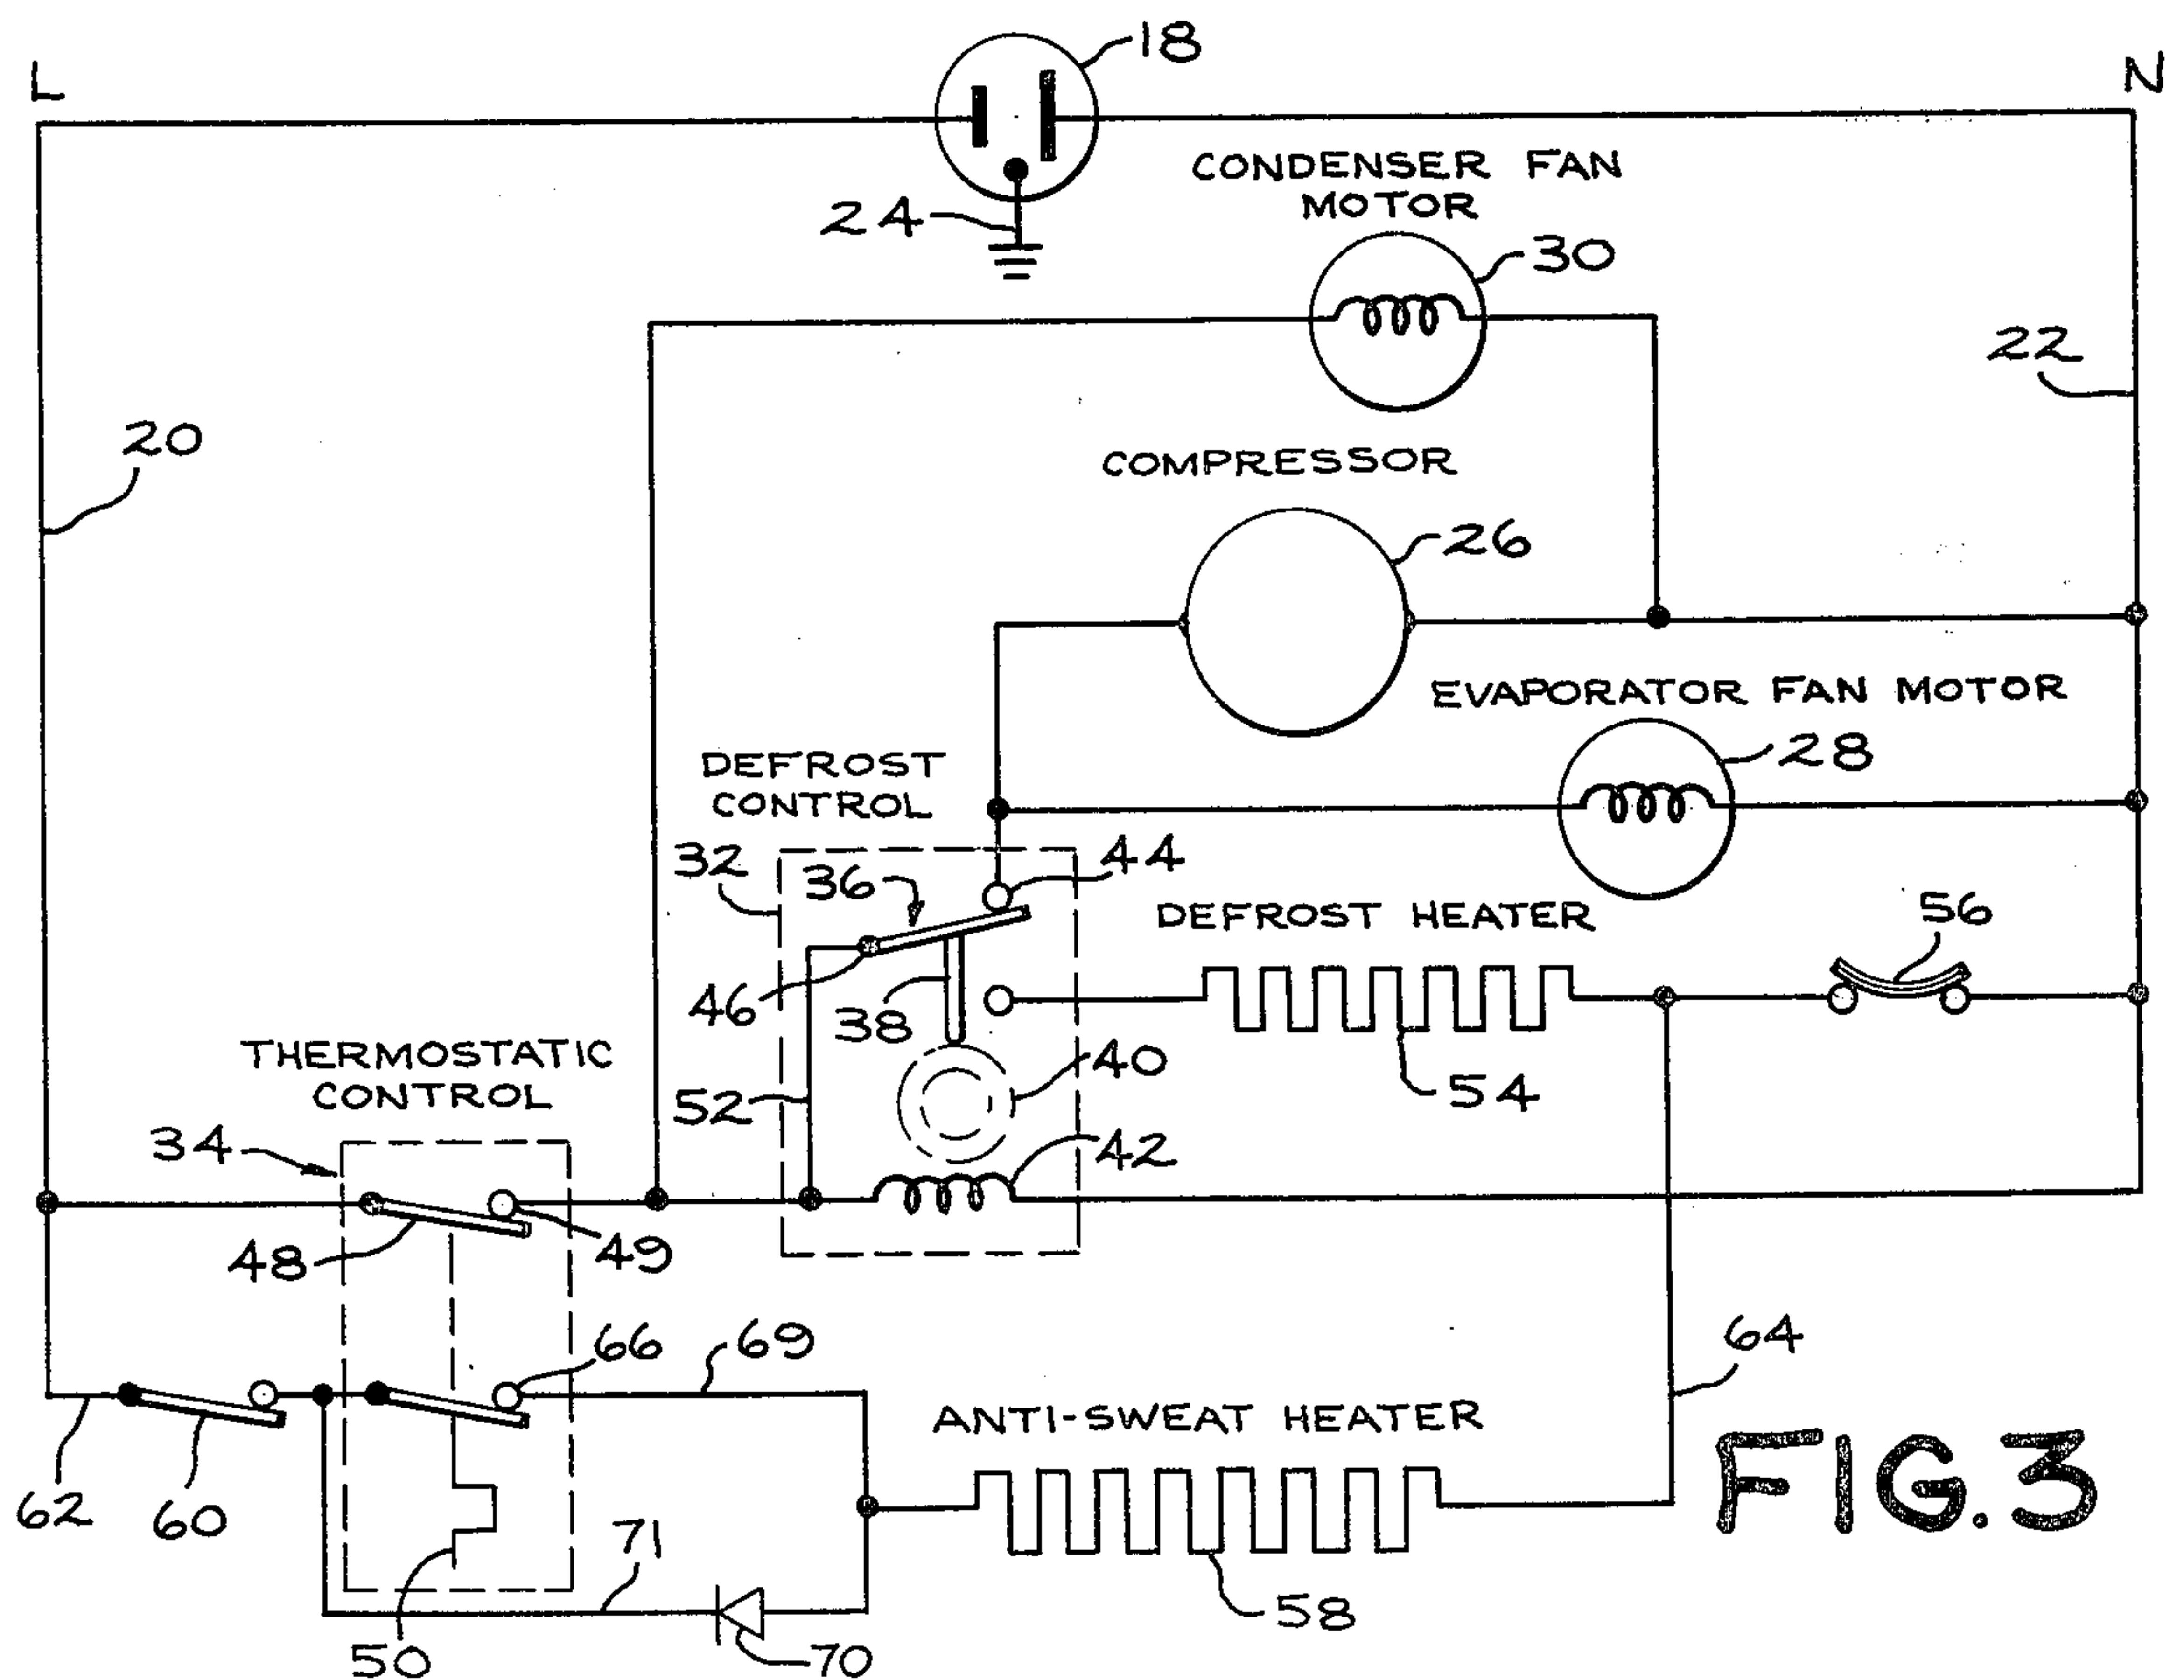 L
18
N
CONDENSER FAN
MOTOR
24
30
22
20
COMPRESSOR
26
EVAPORATOR FAN MOTOR
28
DEFROST
CONTROL
32
36
44
DEFROST HEATER
56
46
38
THERMOSTATIC
CONTROL
40
54
52
34
42
48
49
66
69
64
ANTI-SWEAT HEATER
62
60
71
58
50
70
FIG.3